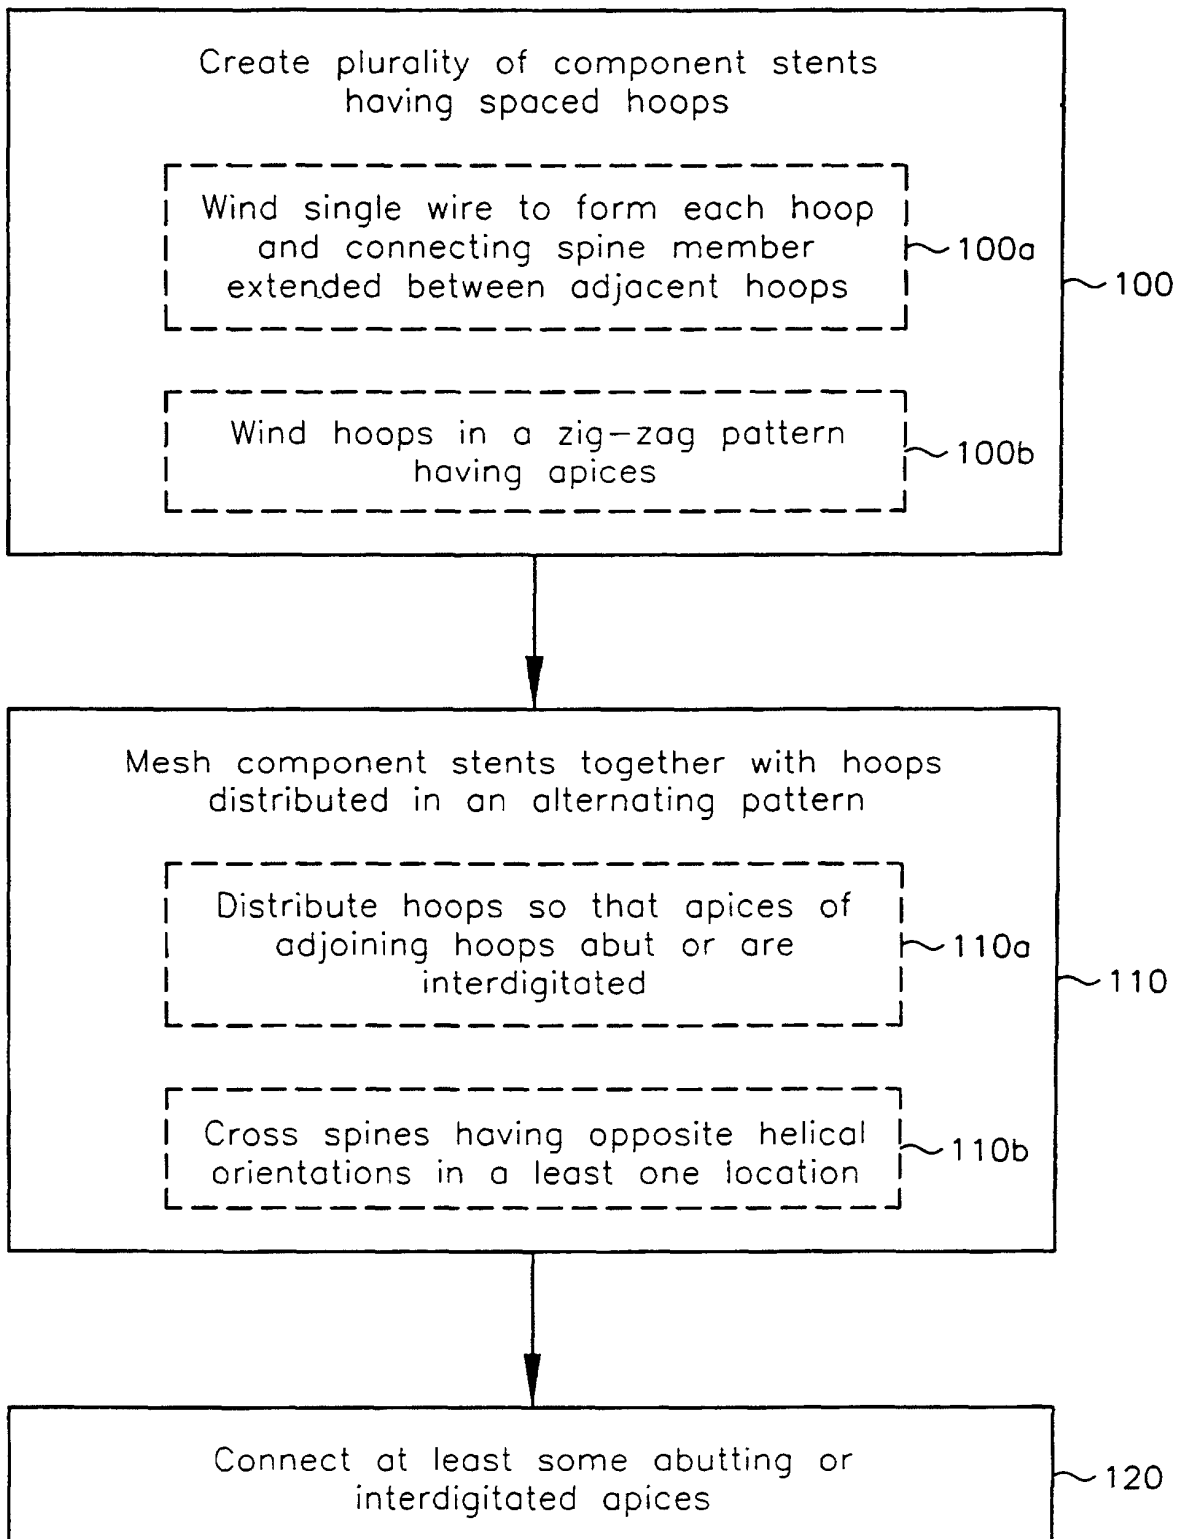 Create plurality of component stents
having spaced hoops
Wind single wire to form each hoop
and connecting spine member
extended between adjacent hoops
100a
100
Wind hoops in a zig-zag pattern
having apices
100b
Mesh component stents together with hoops
distributed in an alternating pattern
Distribute hoops so that apices of
adjoining hoops abut or are
interdigitated
110a
110
Cross spines having opposite helical
orientations in a least one location
110b
Connect at least some abutting or
interdigitated apices
120